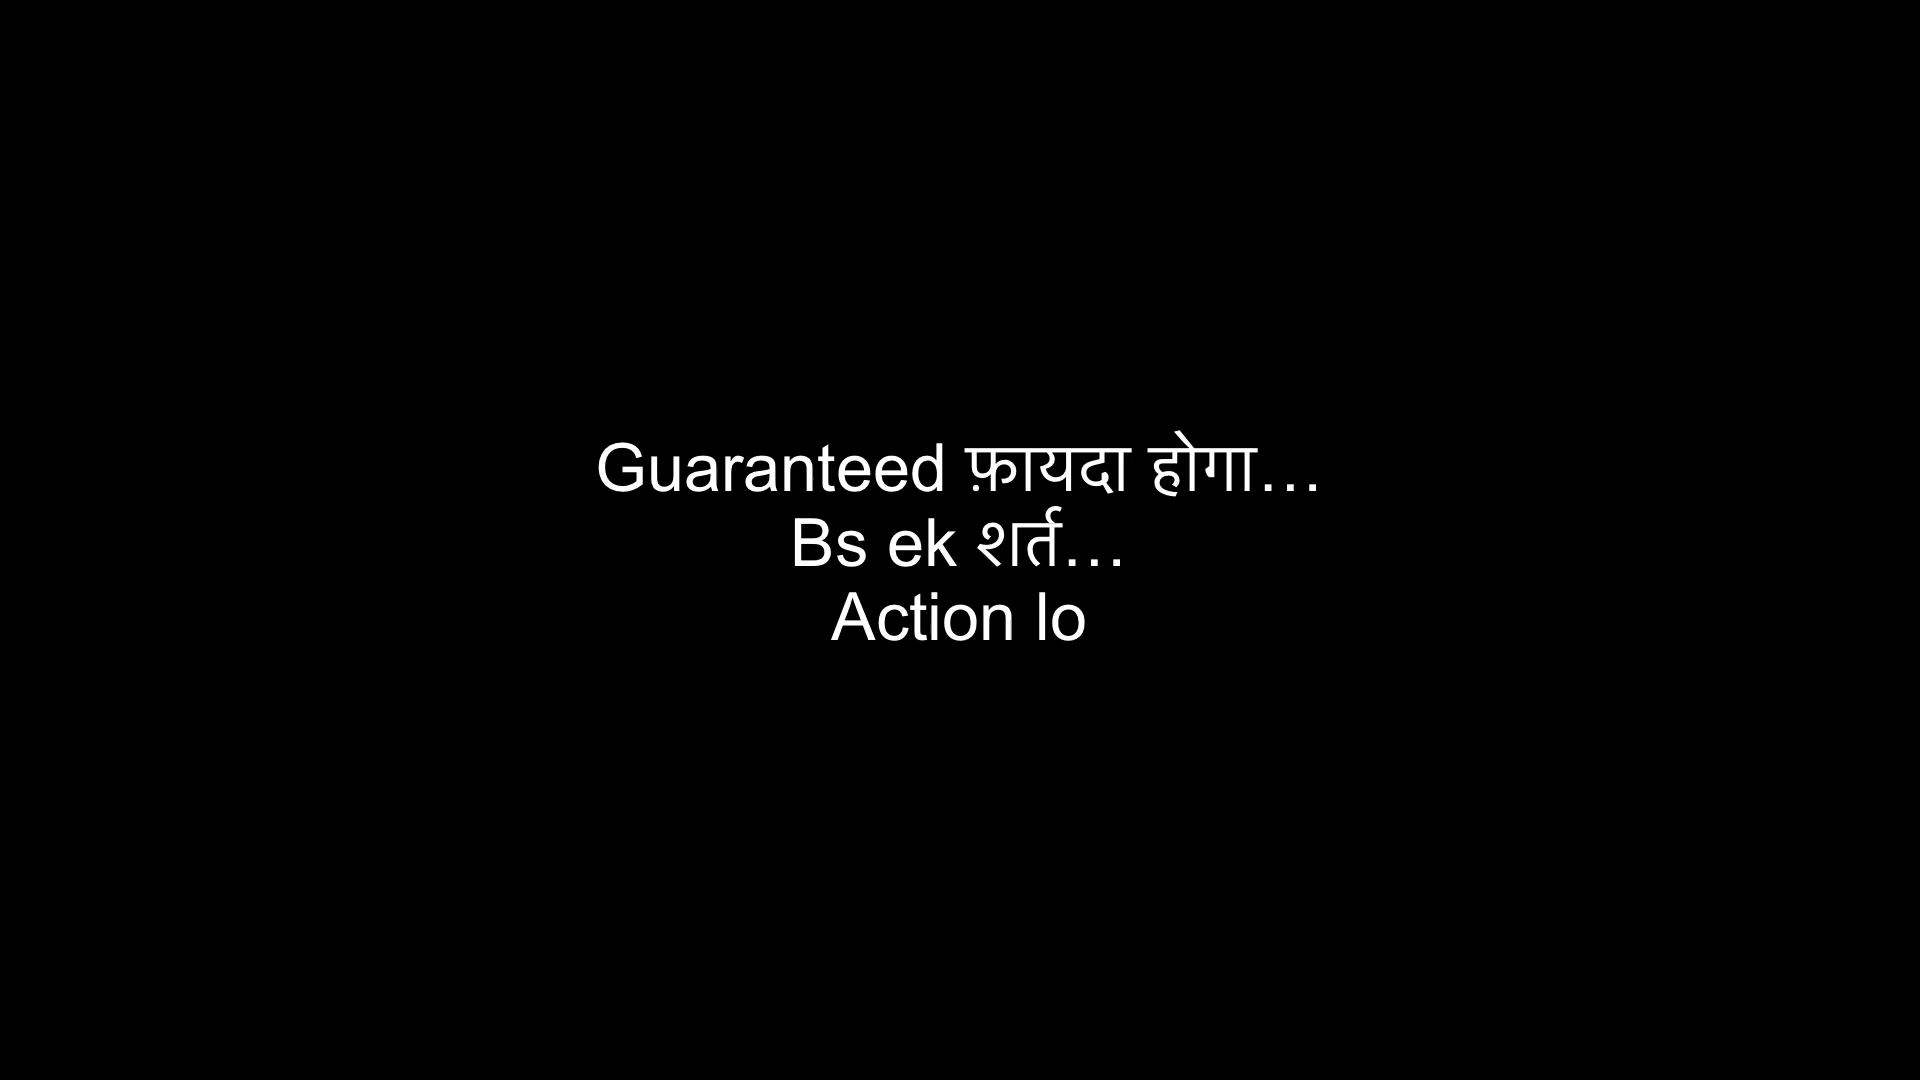 Guaranteed फ़ायदा होगा…
Bs ek शर्त…
Action lo